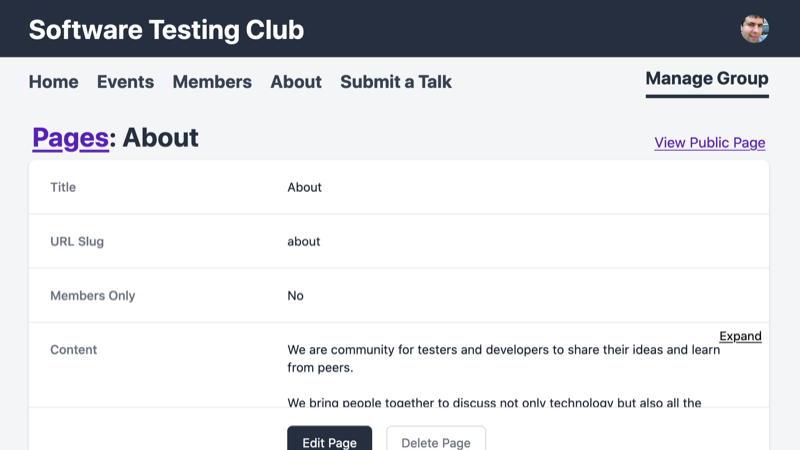 Software Testing Club
Home Events Members About Submit a Talk Manage Group
Pages: About View Public Page
Title About
URL Slug about
Members Only No
Expand
Content We are community for testers and developers to share their ideas and learn
from peers.
We bring people together to discuss not only technology but also all the
Edit Page Delete Page